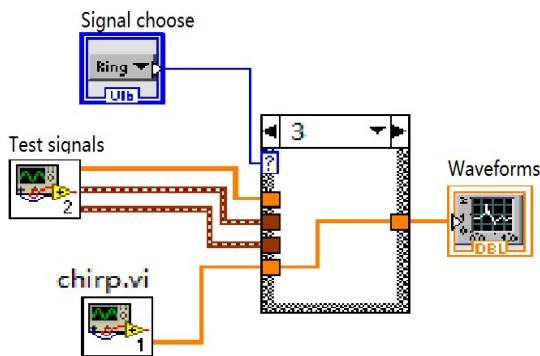 Signal choose
Ring
U16
3
?
Test signals
2
Waveforms
DBL
chirp.vi
1